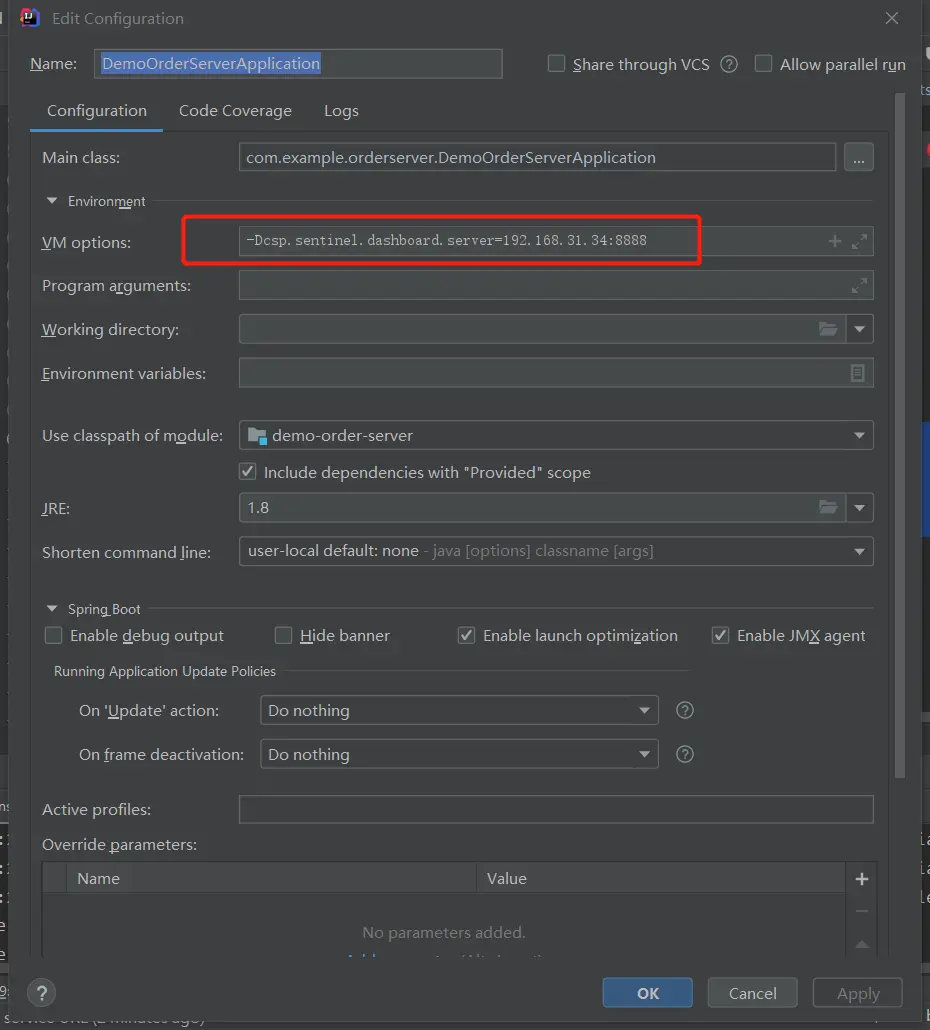 Edit Configuration
Name: DemoOrderServerApplication Share through VCS ? Allow parallel run
Configuration Code Coverage Logs
Main class: com.example.orderserver.DemoOrderServerApplication ...
Environment
VM options: -Dcsp.sentinel.dashboard.server=192.168.31.34:8888
Program arguments:
Working directory:
Environment variables:
Use classpath of module: demo-order-server
Include dependencies with "Provided" scope
JRE: 1.8
Shorten command line: user-local default: none - java [options] classname [args]
Spring Boot
Enable debug output Hide banner Enable launch optimization Enable JMX agent
Running Application Update Policies
On 'Update' action: Do nothing ?
On frame deactivation: Do nothing ?
Active profiles:
Override parameters:
Name Value
No parameters added.
? OK Cancel Apply